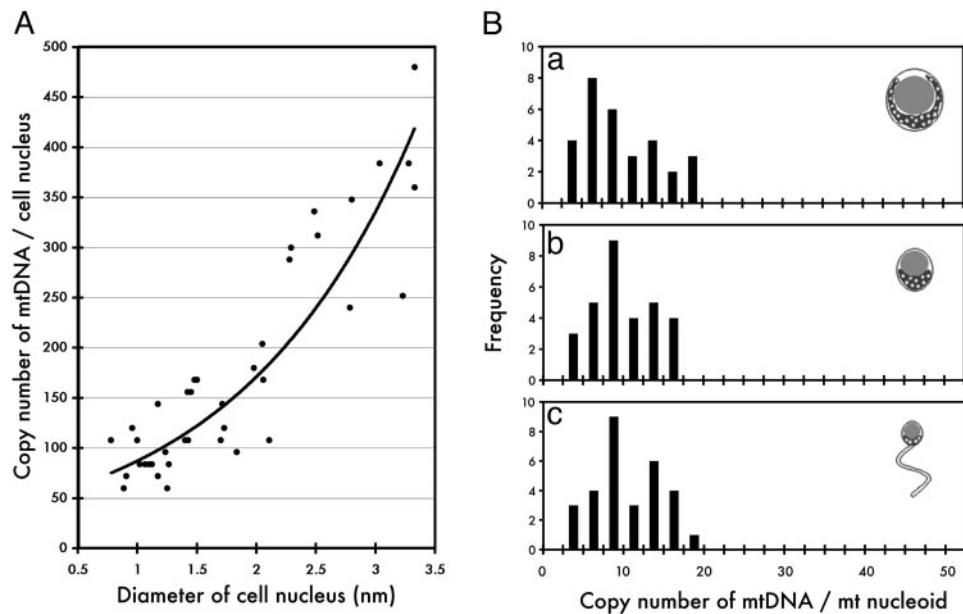 A
500
450
400
350
300
250
200
150
100
50
0
0.5 1 1.5 2 2.5 3 3.5
Copy number of mtDNA / cell nucleus
Diameter of cell nucleus (nm)
B
a
10
8
6
4
2
0
b
10
8
6
4
2
0
c
10
8
6
4
2
0
0 10 20 30 40 50
Frequency
Copy number of mtDNA / mt nucleoid